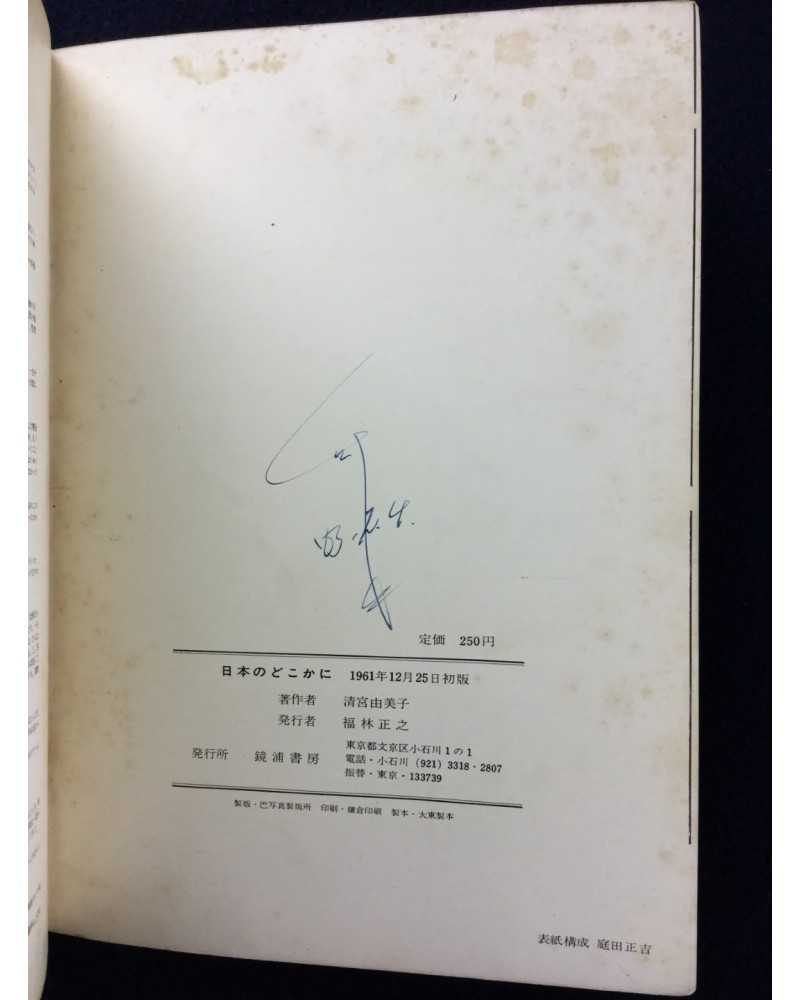 定価 250円
日本のどこかに 1961年12月25日初版
著作者 清宮由美子
発行者 福林正之
発行所 鏡浦書房
東京都文京区小石川1の1
電話・小石川 (921) 3318・2807
振替・東京・133739
製版・巴写真製版所 印刷・鎌倉印刷 製本・大東製本
表紙構成 庭田正吉